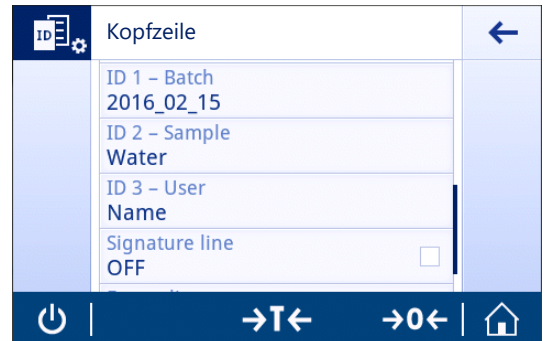 ID
Kopfzeile
ID 1 – Batch
2016_02_15
ID 2 – Sample
Water
ID 3 – User
Name
Signature line
OFF
→T← →0←